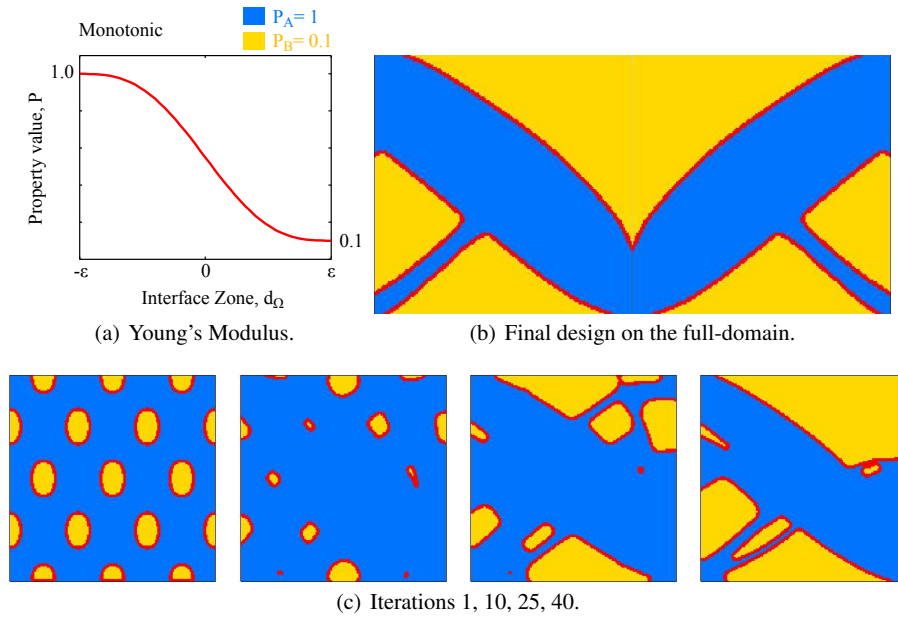 Monotonic
P_A= 1
P_B= 0.1
1.0
Property value, P
0.1
-ε 0 ε
Interface Zone, d_Ω
(a) Young's Modulus.
(b) Final design on the full-domain.
(c) Iterations 1, 10, 25, 40.